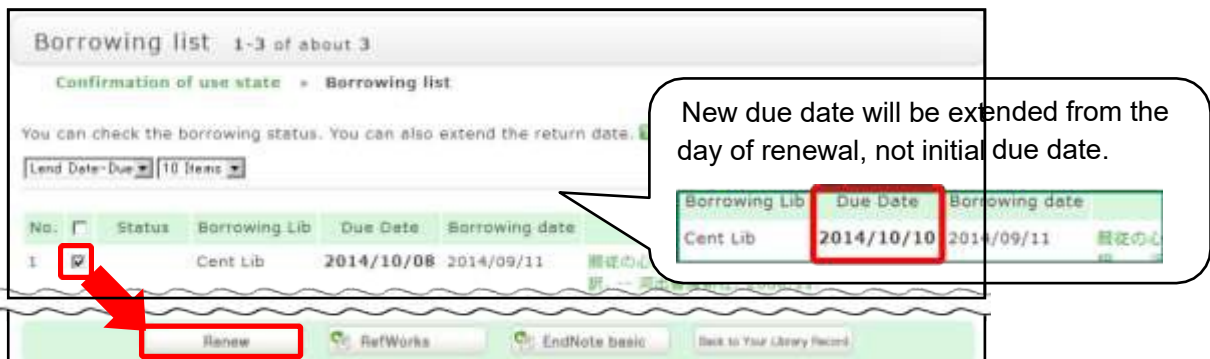 Borrowing list 1-3 of about 3
Confirmation of use state » Borrowing list
You can check the borrowing status. You can also extend the return date.
Lend Date-Due 10 Items
No. Status Borrowing Lib Due Date Borrowing date
1 Cent Lib 2014/10/08 2014/09/11
New due date will be extended from the
day of renewal, not initial due date.
Borrowing Lib Due Date Borrowing date
Cent Lib 2014/10/10 2014/09/11
Renew RefWorks EndNote basic Back to Your Library Record